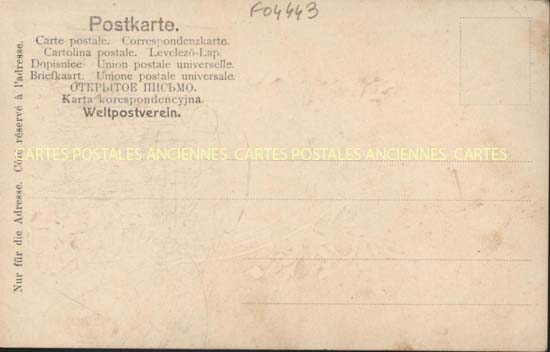 F04443
Postkarte.
Carte postale. Correspondenzkarte.
Cartolina postale. Levelező-Lap.
Dopisnice Union postale universelle.
Briefkaart. Unione postale universale.
ОТКРЫТОЕ ПИСЬМО.
Karta korespondencyjna.
Weltpostverein.
CARTES POSTALES ANCIENNES CARTES POSTALES ANCIENNES CARTES
Nur für die Adresse. Côté réservé à l'adresse.